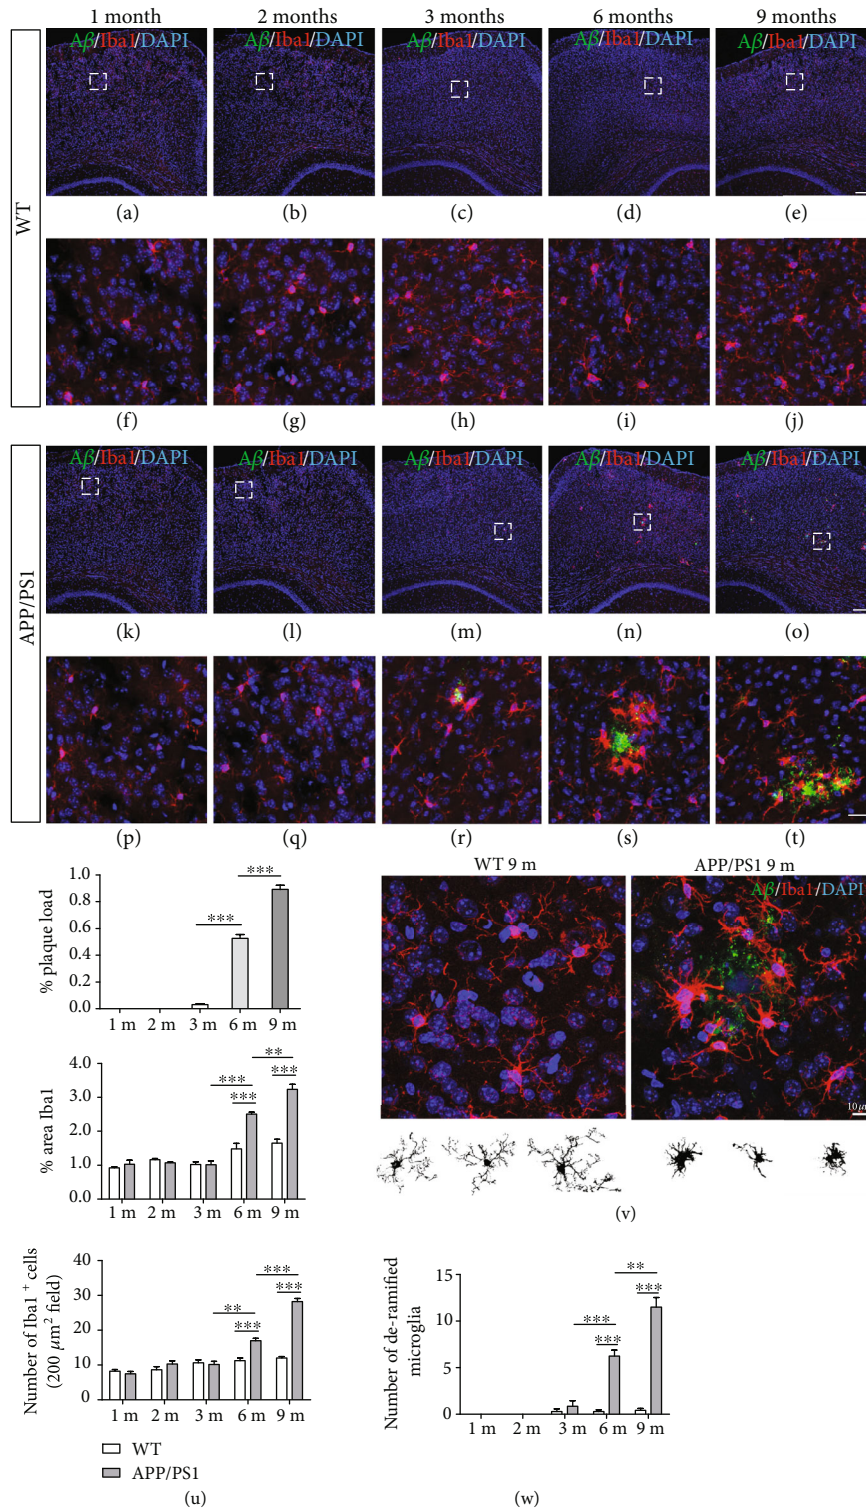 1 month 2 months 3 months 6 months 9 months
WT
Aβ/Iba1/DAPI Aβ/Iba1/DAPI Aβ/Iba1/DAPI Aβ/Iba1/DAPI Aβ/Iba1/DAPI
(a) (b) (c) (d) (e)
(f) (g) (h) (i) (j)
APP/PS1
Aβ/Iba1/DAPI Aβ/Iba1/DAPI Aβ/Iba1/DAPI Aβ/Iba1/DAPI Aβ/Iba1/DAPI
(k) (l) (m) (n) (o)
(p) (q) (r) (s) (t)
% plaque load
1.0
0.8
0.6
0.4
0.2
0.0
*** ***
1 m 2 m 3 m 6 m 9 m
% area Iba1
4.0
3.0
2.0
1.0
0.0
*** **
*** ***
1 m 2 m 3 m 6 m 9 m
Number of Iba1 + cells
(200 μm² field)
40
30
20
10
0
** ***
*** ***
1 m 2 m 3 m 6 m 9 m
WT
APP/PS1
(u)
WT 9 m APP/PS1 9 m
Aβ/Iba1/DAPI
10 μm
(v)
Number of de-ramified
microglia
15
10
5
0
*** **
*** ***
1 m 2 m 3 m 6 m 9 m
(w)